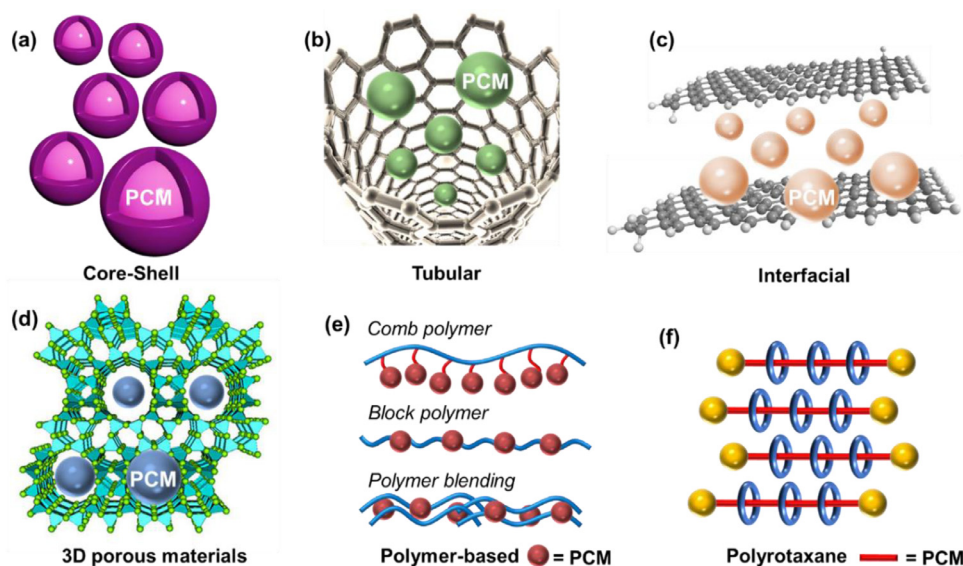 (a)
PCM
Core-Shell
(b)
PCM
Tubular
(c)
PCM
Interfacial
(d)
PCM
3D porous materials
(e)
Comb polymer
Block polymer
Polymer blending
Polymer-based = PCM
(f)
Polyrotaxane = PCM